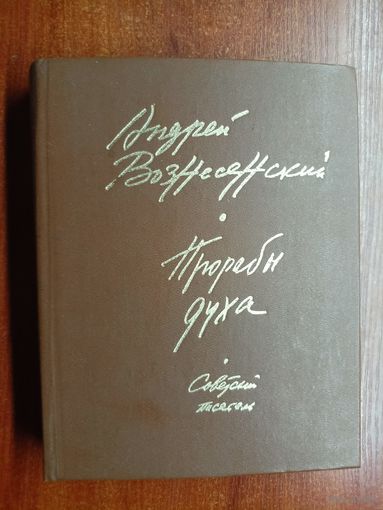 Андрей
Вознесенский
Прорабы
духа
Советский
писатель